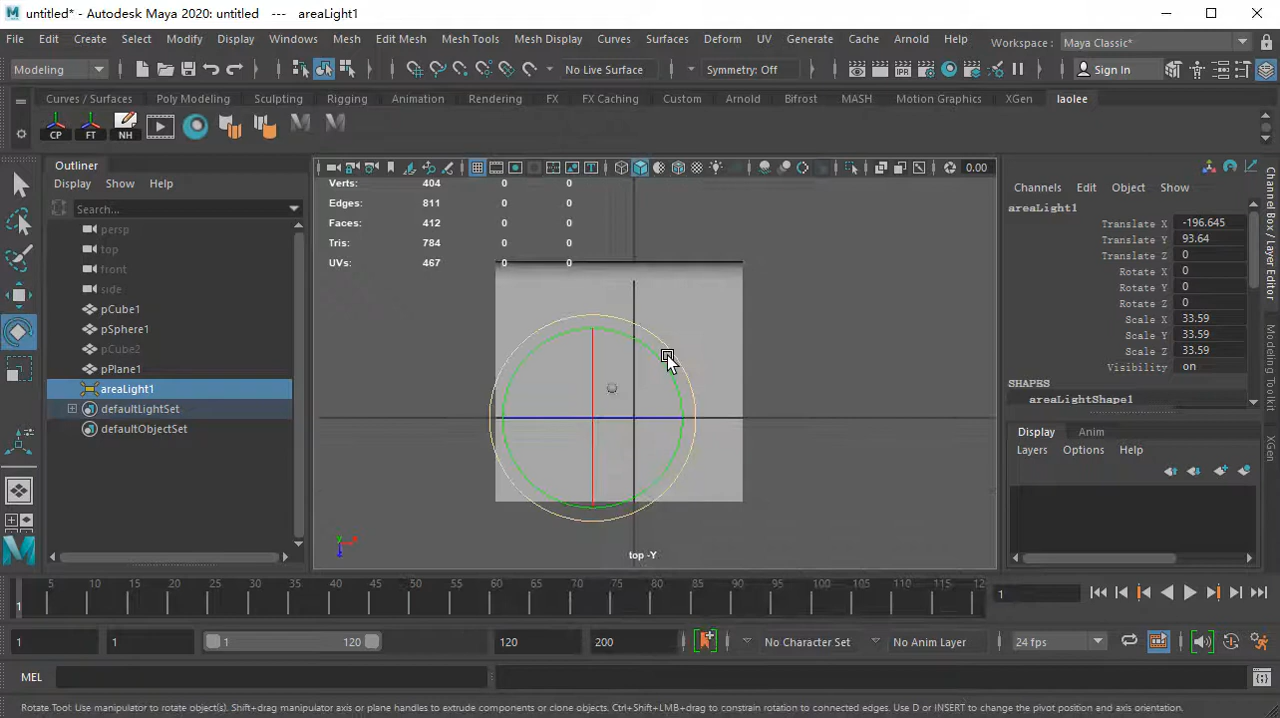 untitled* - Autodesk Maya 2020: untitled   ---   areaLight1
File Edit Create Select Modify Display Windows Mesh Edit Mesh Mesh Tools Mesh Display Curves Surfaces Deform UV Generate Cache Arnold Help Workspace: Maya Classic*
Modeling No Live Surface Symmetry: Off IPR Sign In
Curves / Surfaces Poly Modeling Sculpting Rigging Animation Rendering FX FX Caching Custom Arnold Bifrost MASH Motion Graphics XGen laolee
CP FT NH
Outliner
Display Show Help
Search...
persp
top
front
side
pCube1
pSphere1
pCube2
pPlane1
areaLight1
defaultLightSet
defaultObjectSet
0.00
Verts: 404 0 0
Edges: 811 0 0
Faces: 412 0 0
Tris: 784 0 0
UVs: 467 0 0
top -Y
Channels Edit Object Show
areaLight1
Translate X -196.645
Translate Y 93.64
Translate Z 0
Rotate X 0
Rotate Y 0
Rotate Z 0
Scale X 33.59
Scale Y 33.59
Scale Z 33.59
Visibility on
SHAPES
areaLightShape1
Display Anim
Layers Options Help
Channel Box / Layer Editor
Modeling Toolkit
XGen
5 10 15 20 25 30 35 40 45 50 55 60 65 70 75 80 85 90 95 100 105 110 115 12
1
1
1 1 1 120 120 200 No Character Set No Anim Layer 24 fps
MEL
Rotate Tool: Use manipulator to rotate object(s). Shift+drag manipulator axis or plane handles to extrude components or clone objects. Ctrl+Shift+LMB+drag to constrain rotation to connected edges. Use D or INSERT to change the pivot position and axis orientation.